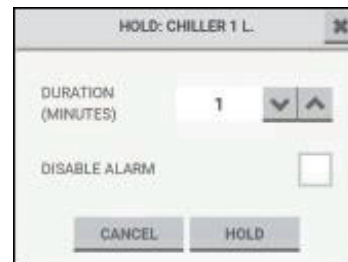 HOLD: CHILLER 1 L.
DURATION
(MINUTES)
1
DISABLE ALARM
CANCEL
HOLD